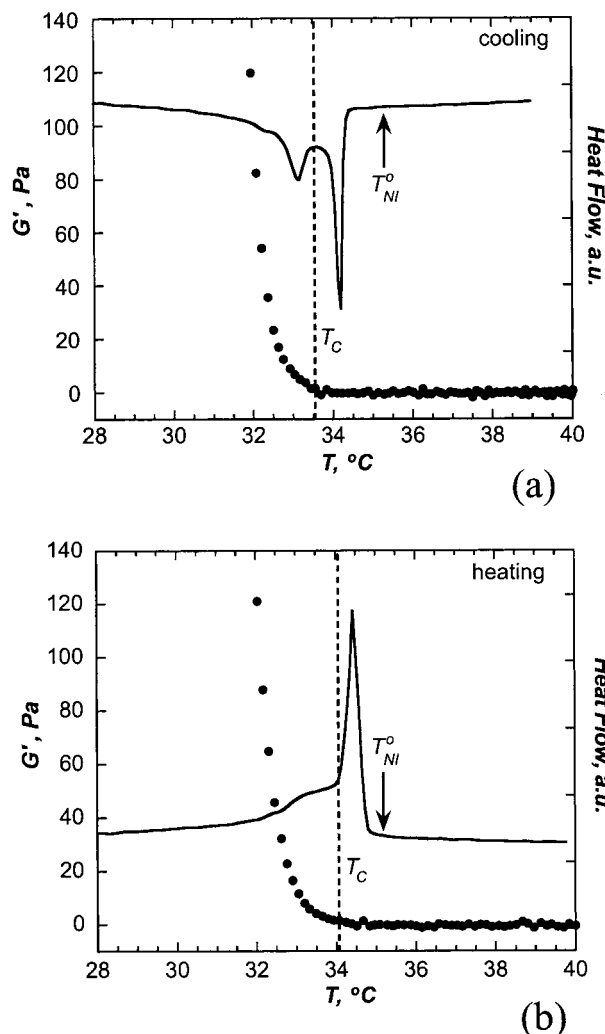 cooling
140
120
100
80
60
40
20
0
G', Pa
Heat Flow, a.u.
T°NI
TC
28 30 32 34 36 38 40
T, °C
(a)
heating
140
120
100
80
60
40
20
0
G', Pa
Heat Flow, a.u.
T°NI
TC
28 30 32 34 36 38 40
T, °C
(b)